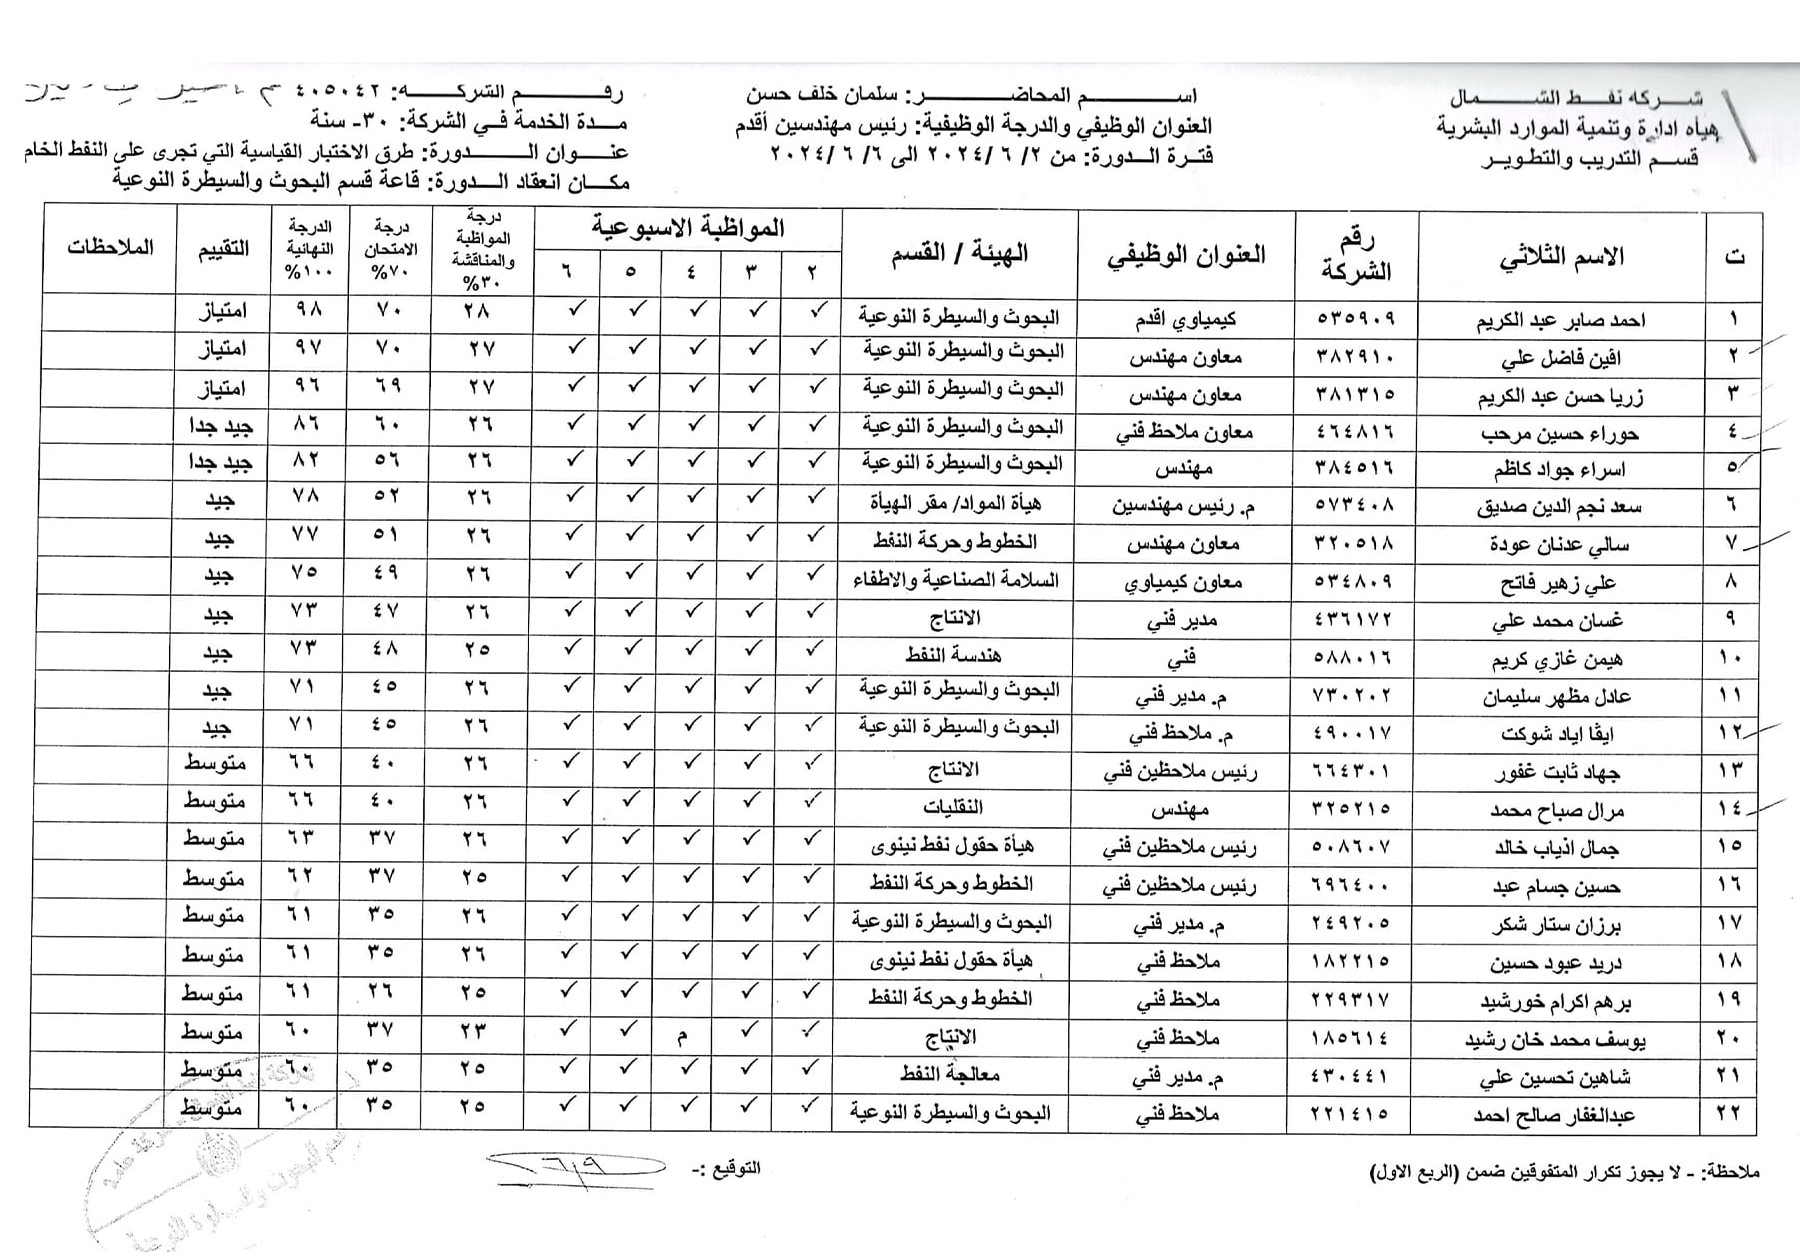 شركة نفط الشمال
هيأه ادارة وتنمية الموارد البشرية
قسم التدريب والتطوير
اسم المحاضر: سلمان خلف حسن
العنوان الوظيفي والدرجة الوظيفية: رئيس مهندسين أقدم
فترة الدورة: من ٢/ ٦/ ٢٠٢٤ الى ٦/ ٦/ ٢٠٢٤
رقم الشركه: ٤٠٥٠٤٢
مدة الخدمة في الشركة: ٣٠- سنة
عنوان الدورة: طرق الاختبار القياسية التي تجرى على النفط الخام
مكان انعقاد الدورة: قاعة قسم البحوث والسيطرة النوعية
ت | الاسم الثلاثي | رقم الشركة | العنوان الوظيفي | الهيئة / القسم | المواظبة الاسبوعية | درجة المواظبة والمناقشة ٣٠% | درجة الامتحان ٧٠% | الدرجة النهائية ١٠٠% | التقييم | الملاحظات
٢ | ٣ | ٤ | ٥ | ٦
١ | احمد صابر عبد الكريم | ٥٣٥٩٠٩ | كيمياوي اقدم | البحوث والسيطرة النوعية | ✓ | ✓ | ✓ | ✓ | ✓ | ٢٨ | ٧٠ | ٩٨ | امتياز
٢ | افين فاضل علي | ٣٨٢٩١٠ | معاون مهندس | البحوث والسيطرة النوعية | ✓ | ✓ | ✓ | ✓ | ✓ | ٢٧ | ٧٠ | ٩٧ | امتياز
٣ | زريا حسن عبد الكريم | ٣٨١٣١٥ | معاون مهندس | البحوث والسيطرة النوعية | ✓ | ✓ | ✓ | ✓ | ✓ | ٢٧ | ٦٩ | ٩٦ | امتياز
٤ | حوراء حسين مرحب | ٤٦٤٨١٦ | معاون ملاحظ فني | البحوث والسيطرة النوعية | ✓ | ✓ | ✓ | ✓ | ✓ | ٢٦ | ٦٠ | ٨٦ | جيد جدا
٥ | اسراء جواد كاظم | ٣٨٤٥١٦ | مهندس | البحوث والسيطرة النوعية | ✓ | ✓ | ✓ | ✓ | ✓ | ٢٦ | ٥٦ | ٨٢ | جيد جدا
٦ | سعد نجم الدين صديق | ٥٧٣٤٠٨ | م. رئيس مهندسين | هيأة المواد/ مقر الهيأة | ✓ | ✓ | ✓ | ✓ | ✓ | ٢٦ | ٥٢ | ٧٨ | جيد
٧ | سالي عدنان عودة | ٣٢٠٥١٨ | معاون مهندس | الخطوط وحركة النفط | ✓ | ✓ | ✓ | ✓ | ✓ | ٢٦ | ٥١ | ٧٧ | جيد
٨ | علي زهير فاتح | ٥٣٤٨٠٩ | معاون كيمياوي | السلامة الصناعية والاطفاء | ✓ | ✓ | ✓ | ✓ | ✓ | ٢٦ | ٤٩ | ٧٥ | جيد
٩ | غسان محمد علي | ٤٣٦١٧٢ | مدير فني | الانتاج | ✓ | ✓ | ✓ | ✓ | ✓ | ٢٦ | ٤٧ | ٧٣ | جيد
١٠ | هيمن غازي كريم | ٥٨٨٠١٦ | فني | هندسة النفط | ✓ | ✓ | ✓ | ✓ | ✓ | ٢٥ | ٤٨ | ٧٣ | جيد
١١ | عادل مظهر سليمان | ٧٣٠٢٠٢ | م. مدير فني | البحوث والسيطرة النوعية | ✓ | ✓ | ✓ | ✓ | ✓ | ٢٦ | ٤٥ | ٧١ | جيد
١٢ | ايڤا اياد شوكت | ٤٩٠٠١٧ | م. ملاحظ فني | البحوث والسيطرة النوعية | ✓ | ✓ | ✓ | ✓ | ✓ | ٢٦ | ٤٥ | ٧١ | جيد
١٣ | جهاد ثابت غفور | ٦٦٤٣٠١ | رئيس ملاحظين فني | الانتاج | ✓ | ✓ | ✓ | ✓ | ✓ | ٢٦ | ٤٠ | ٦٦ | متوسط
١٤ | مرال صباح محمد | ٣٢٥٢١٥ | مهندس | النقليات | ✓ | ✓ | ✓ | ✓ | ✓ | ٢٦ | ٤٠ | ٦٦ | متوسط
١٥ | جمال اذياب خالد | ٥٠٨٦٠٧ | رئيس ملاحظين فني | هيأة حقول نفط نينوى | ✓ | ✓ | ✓ | ✓ | ✓ | ٢٦ | ٣٧ | ٦٣ | متوسط
١٦ | حسين جسام عبد | ٦٩٦٤٠٠ | رئيس ملاحظين فني | الخطوط وحركة النفط | ✓ | ✓ | ✓ | ✓ | ✓ | ٢٥ | ٣٧ | ٦٢ | متوسط
١٧ | برزان ستار شكر | ٢٤٩٢٠٥ | م. مدير فني | البحوث والسيطرة النوعية | ✓ | ✓ | ✓ | ✓ | ✓ | ٢٦ | ٣٥ | ٦١ | متوسط
١٨ | دريد عبود حسين | ١٨٢٢١٥ | ملاحظ فني | هيأة حقول نفط نينوى | ✓ | ✓ | ✓ | ✓ | ✓ | ٢٦ | ٣٥ | ٦١ | متوسط
١٩ | برهم اكرام خورشيد | ٢٢٩٣١٧ | ملاحظ فني | الخطوط وحركة النفط | ✓ | ✓ | ✓ | ✓ | ✓ | ٢٥ | ٢٦ | ٦١ | متوسط
٢٠ | يوسف محمد خان رشيد | ١٨٥٦١٤ | ملاحظ فني | الانتاج | ✓ | ✓ | م | ✓ | ✓ | ٢٣ | ٣٧ | ٦٠ | متوسط
٢١ | شاهين تحسين علي | ٤٣٠٤٤١ | م. مدير فني | معالجة النفط | ✓ | ✓ | ✓ | ✓ | ✓ | ٢٥ | ٣٥ | ٦٠ | متوسط
٢٢ | عبدالغفار صالح احمد | ٢٢١٤١٥ | ملاحظ فني | البحوث والسيطرة النوعية | ✓ | ✓ | ✓ | ✓ | ✓ | ٢٥ | ٣٥ | ٦٠ | متوسط
ملاحظة: - لا يجوز تكرار المتفوقين ضمن (الربع الاول)
التوقيع :-